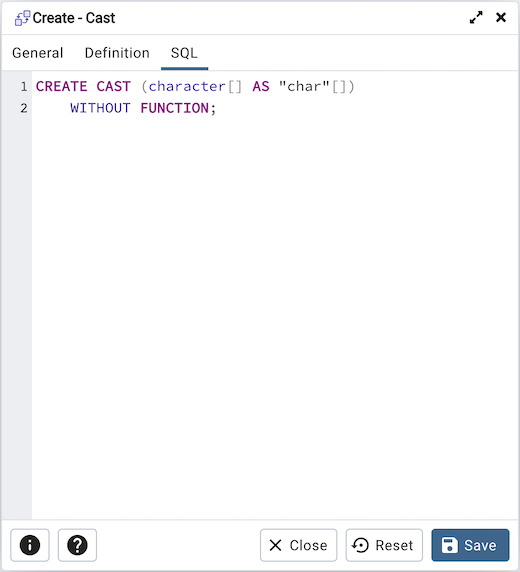 Create - Cast
General Definition SQL
1 CREATE CAST (character[] AS "char"[])
2     WITHOUT FUNCTION;
Close Reset Save